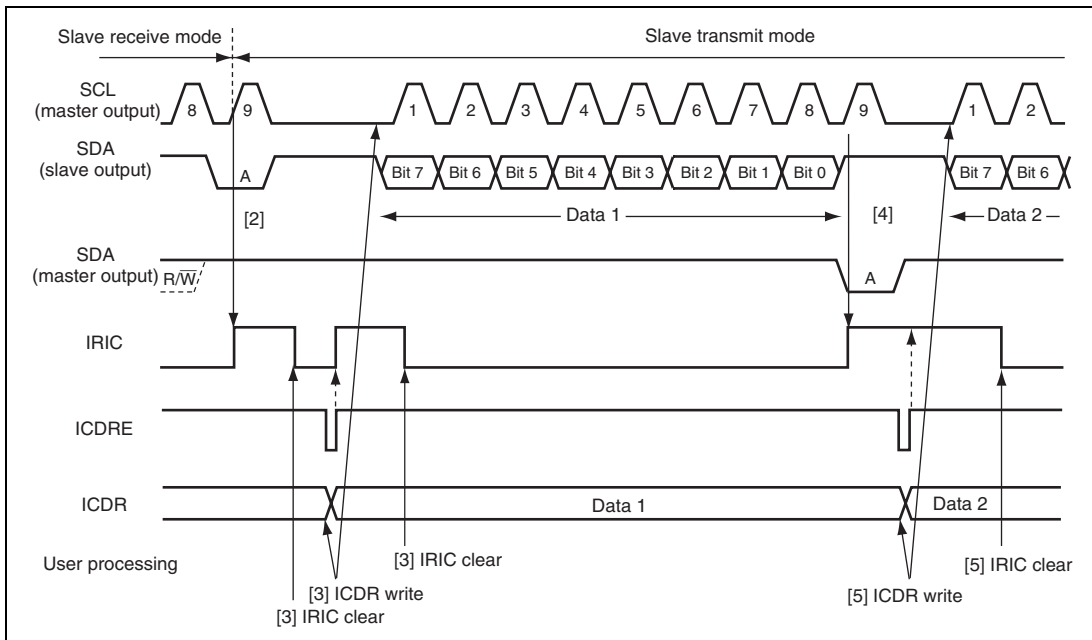 Slave receive mode
Slave transmit mode
SCL
(master output)
8 9 1 2 3 4 5 6 7 8 9 1 2
SDA
(slave output)
A Bit 7 Bit 6 Bit 5 Bit 4 Bit 3 Bit 2 Bit 1 Bit 0 Bit 7 Bit 6
[2] Data 1 [4] Data 2
SDA
(master output)
R/W̅
A
IRIC
ICDRE
ICDR
Data 1 Data 2
User processing
[3] IRIC clear
[5] IRIC clear
[3] ICDR write
[5] ICDR write
[3] IRIC clear